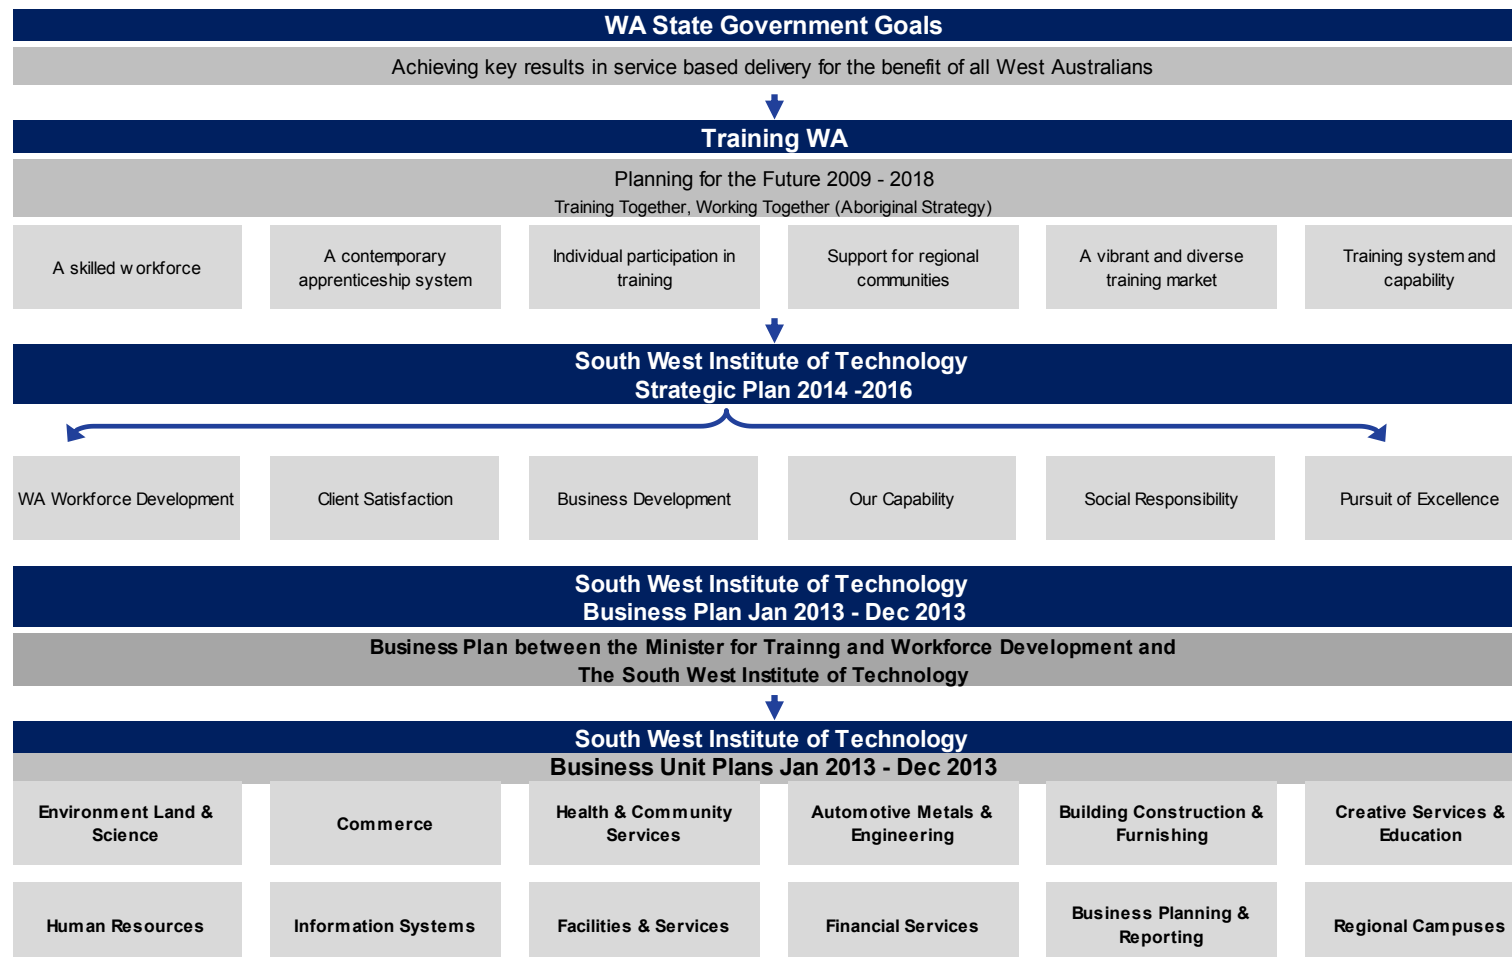 WA State Government Goals
Achieving key results in service based delivery for the benefit of all West Australians
Training WA
Planning for the Future 2009 - 2018
Training Together, Working Together (Aboriginal Strategy)
A skilled workforce
A contemporary
apprenticeship system
Individual participation in
training
Support for regional
communities
A vibrant and diverse
training market
Training system and
capability
South West Institute of Technology
Strategic Plan 2014 -2016
WA Workforce Development
Client Satisfaction
Business Development
Our Capability
Social Responsibility
Pursuit of Excellence
South West Institute of Technology
Business Plan Jan 2013 - Dec 2013
Business Plan between the Minister for Trainng and Workforce Development and
The South West Institute of Technology
South West Institute of Technology
Business Unit Plans Jan 2013 - Dec 2013
Environment Land &
Science
Commerce
Health & Community
Services
Automotive Metals &
Engineering
Building Construction &
Furnishing
Creative Services &
Education
Human Resources
Information Systems
Facilities & Services
Financial Services
Business Planning &
Reporting
Regional Campuses